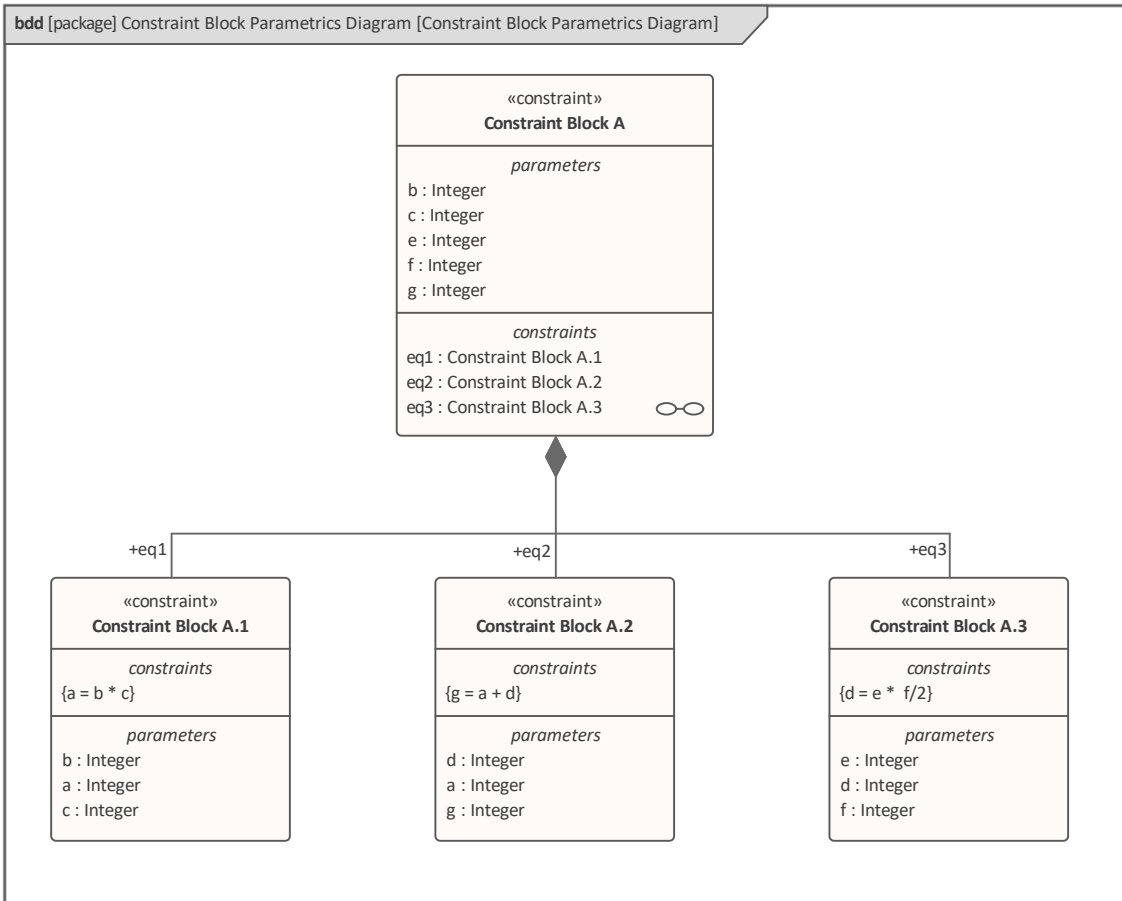 bdd [package] Constraint Block Parametrics Diagram [Constraint Block Parametrics Diagram]
«constraint»
Constraint Block A
parameters
b : Integer
c : Integer
e : Integer
f : Integer
g : Integer
constraints
eq1 : Constraint Block A.1
eq2 : Constraint Block A.2
eq3 : Constraint Block A.3
+eq1
+eq2
+eq3
«constraint»
Constraint Block A.1
constraints
{a = b * c}
parameters
b : Integer
a : Integer
c : Integer
«constraint»
Constraint Block A.2
constraints
{g = a + d}
parameters
d : Integer
a : Integer
g : Integer
«constraint»
Constraint Block A.3
constraints
{d = e *  f/2}
parameters
e : Integer
d : Integer
f : Integer